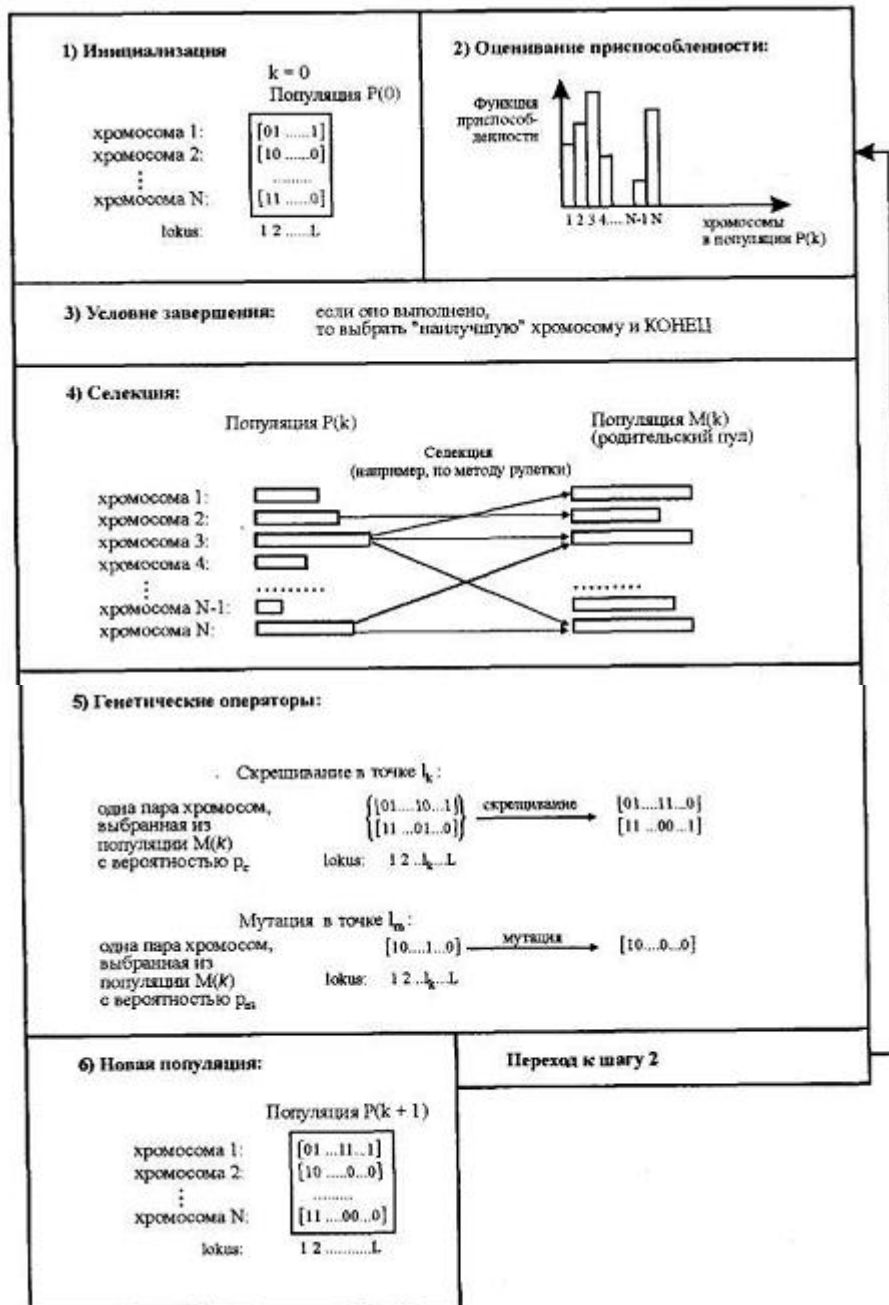 1) Инициализация
k = 0
Популяция P(0)
хромосома 1: [01 ......1]
хромосома 2: [10 ......0]
⋮ .........
хромосома N: [11 ......0]
lokus: 1 2 ......L
2) Оценивание приспособленности:
Функция
приспособ-
ленности
1 2 3 4.... N-1 N
хромосомы
в популяции P(k)
3) Условие завершения: если оно выполнено,
то выбрать "наилучшую" хромосому и КОНЕЦ
4) Селекция:
Популяция P(k)
Популяция M(k)
(родительский пул)
Селекция
(например, по методу рулетки)
хромосома 1:
хромосома 2:
хромосома 3:
хромосома 4:
⋮ ......... .........
хромосома N-1:
хромосома N:
5) Генетические операторы:
Скрещивание в точке l_k :
одна пара хромосом,
выбранная из
популяции M(k)
с вероятностью p_c
{[01....10...1]} скрещивание [01....11...0]
{[11 ...01...0]} [11 ...00...1]
lokus: 1 2 ..l_k...L
Мутация в точке l_m :
одна пара хромосом,
выбранная из
популяции M(k)
с вероятностью p_m
[10....1...0] мутация [10....0...0]
lokus: 1 2 ..l_k...L
6) Новая популяция:
Популяция P(k + 1)
хромосома 1: [01 ...11...1]
хромосома 2: [10 .....0...0]
⋮ .........
хромосома N: [11 ....00...0]
lokus: 1 2 ...........L
Переход к шагу 2